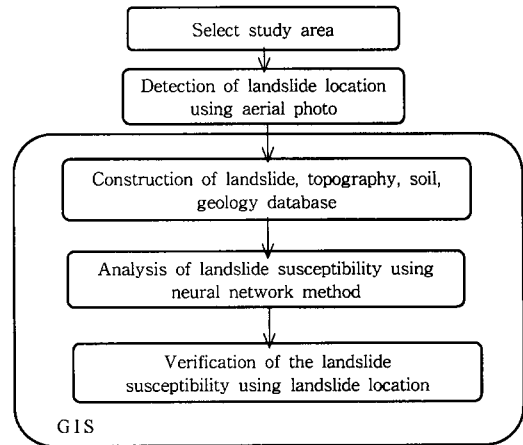 Select study area
Detection of landslide location
using aerial photo
Construction of landslide, topography, soil,
geology database
Analysis of landslide susceptibility using
neural network method
Verification of the landslide
susceptibility using landslide location
GIS